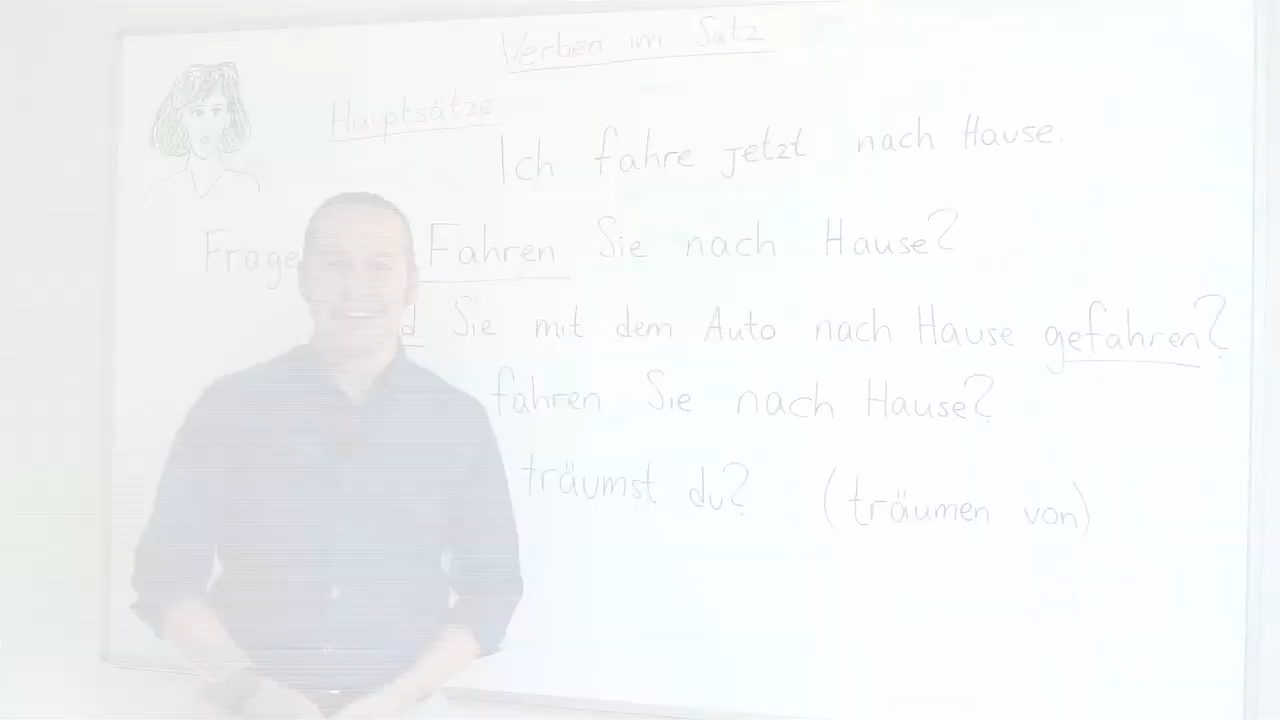 Verben im Satz
Hauptsätze
Ich fahre jetzt nach Hause.
Frage
Fahren Sie nach Hause?
d Sie mit dem Auto nach Hause gefahren?
fahren Sie nach Hause?
träumst du? (träumen von)